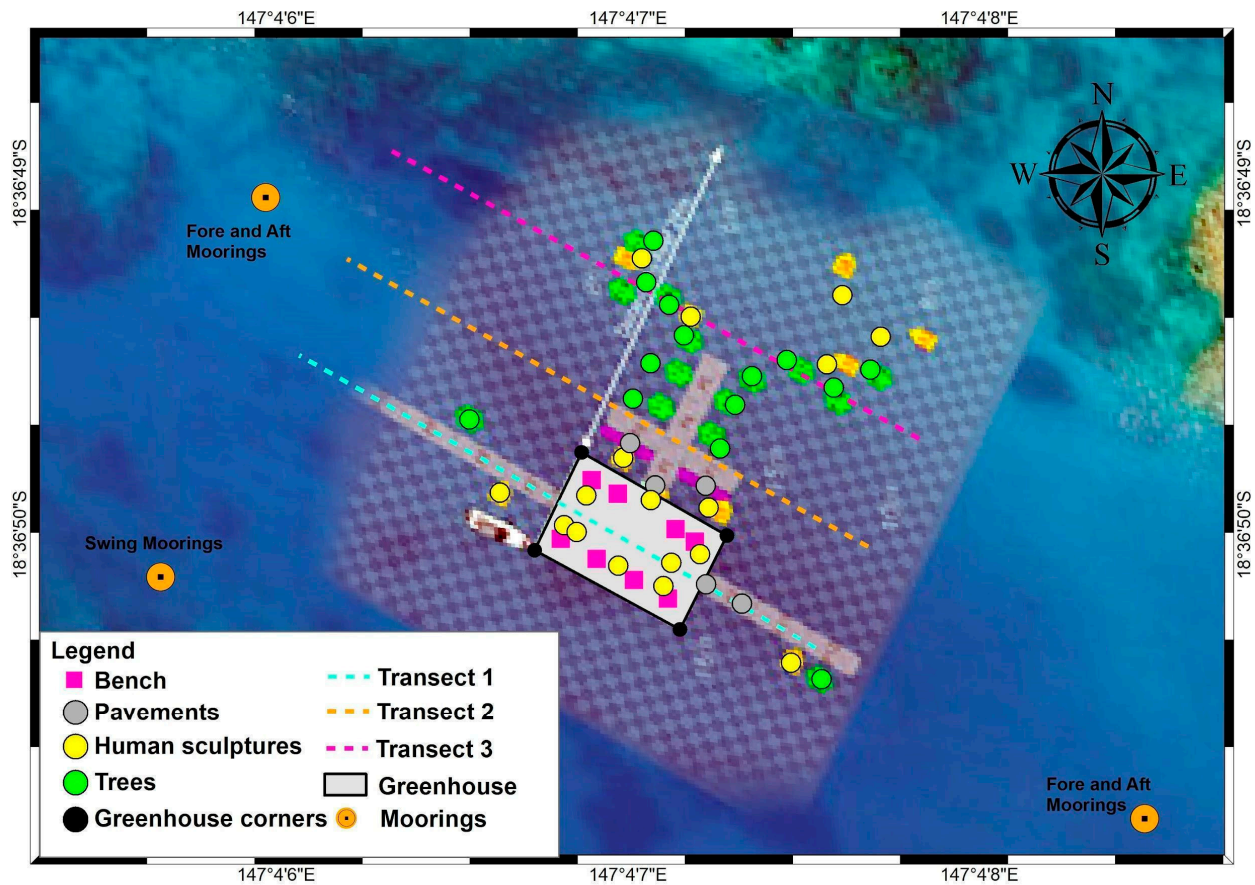 147°4'6"E 147°4'7"E 147°4'8"E
N
W E
S
18°36'49"S 18°36'49"S
Fore and Aft
Moorings
18°36'50"S 18°36'50"S
Swing Moorings
Legend
Bench
Pavements
Human sculptures
Trees
Greenhouse corners
Transect 1
Transect 2
Transect 3
Greenhouse
Moorings
Fore and Aft
Moorings
147°4'6"E 147°4'7"E 147°4'8"E